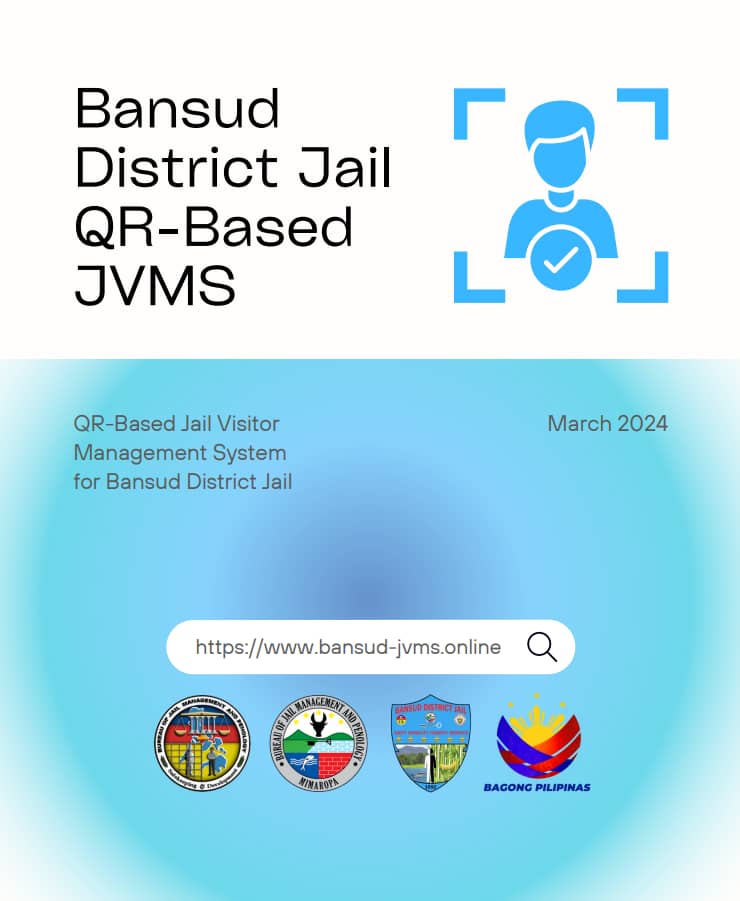 Bansud
District Jail
QR-Based
JVMS
QR-Based Jail Visitor
Management System
for Bansud District Jail
March 2024
https://www.bansud-jvms.online
BUREAU OF JAIL MANAGEMENT AND PENOLOGY
Safekeeping & Development
BUREAU OF JAIL MANAGEMENT AND PENOLOGY
MIMAROPA
BANSUD DISTRICT JAIL
BAGONG PILIPINAS